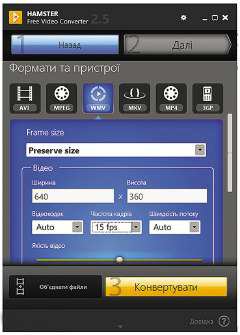 HAMSTER
Free Video Converter 2.5
1 Назад
2 Далі
Формати та пристрої
AVI MPEG WMV MKV MP4 3GP
Frame size
Preserve size
Відео
Ширина Висота
640 x 360
Відеокодек Частота кадрів Швидкість потоку
Auto 15 fps Auto
Якість відео
Об'єднати файли
3 Конвертувати
Довідка ?